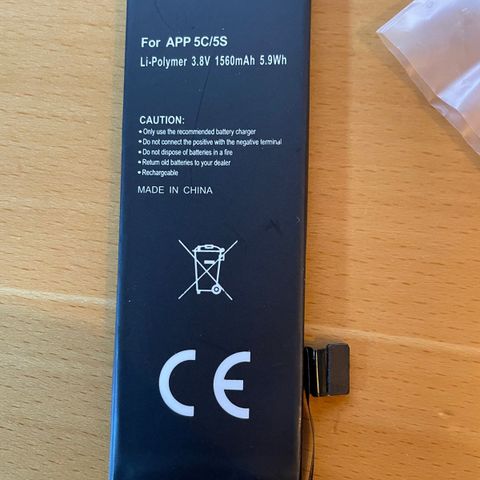 For APP 5C/5S
Li-Polymer 3.8V 1560mAh 5.9Wh
CAUTION:
• Only use the recommended battery charger
• Do not connect the positive with the negative terminal
• Do not dispose of batteries in a fire
• Return old batteries to your dealer
• Rechargeable
MADE IN CHINA
CE